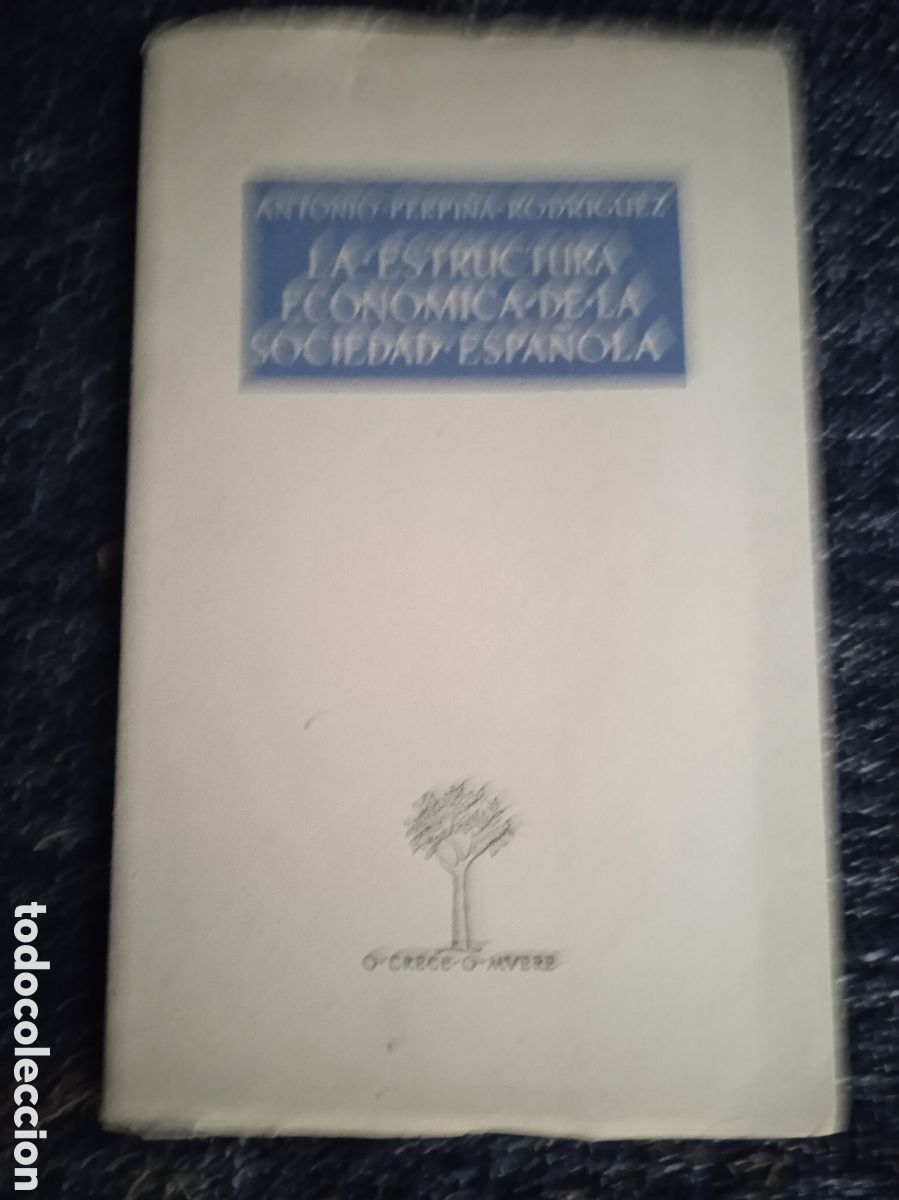 ANTONIO·PERPIÑA·RODRIGUEZ
LA·ESTRUCTURA
ECONOMICA·DE·LA
SOCIEDAD·ESPAÑOLA
O·CRECE·O·MVERE
todocoleccion